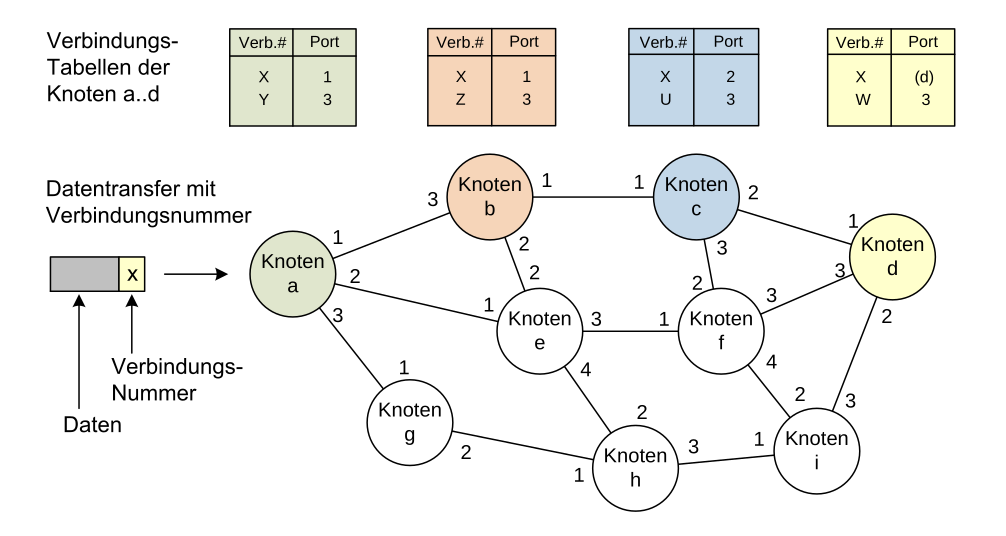 Verbindungs-
Tabellen der
Knoten a..d
Verb.# Port
X 1
Y 3
Verb.# Port
X 1
Z 3
Verb.# Port
X 2
U 3
Verb.# Port
X (d)
W 3
Datentransfer mit
Verbindungsnummer
x
Verbindungs-
Nummer
Daten
Knoten
a
1
2
3
Knoten
b
3
1
2
Knoten
c
1
2
3
Knoten
d
1
3
2
Knoten
e
1
2
3
4
Knoten
f
1
2
3
4
Knoten
g
1
2
Knoten
h
1
2
3
Knoten
i
1
2
3